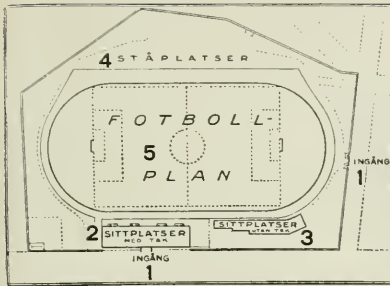 4 STÅPLATSER
FOTBOLL-
5
PLAN
INGÅNG
1
2
SITTPLATSER
MED TAK
SITTPLATSER
UTAN TAK
3
INGÅNG
1